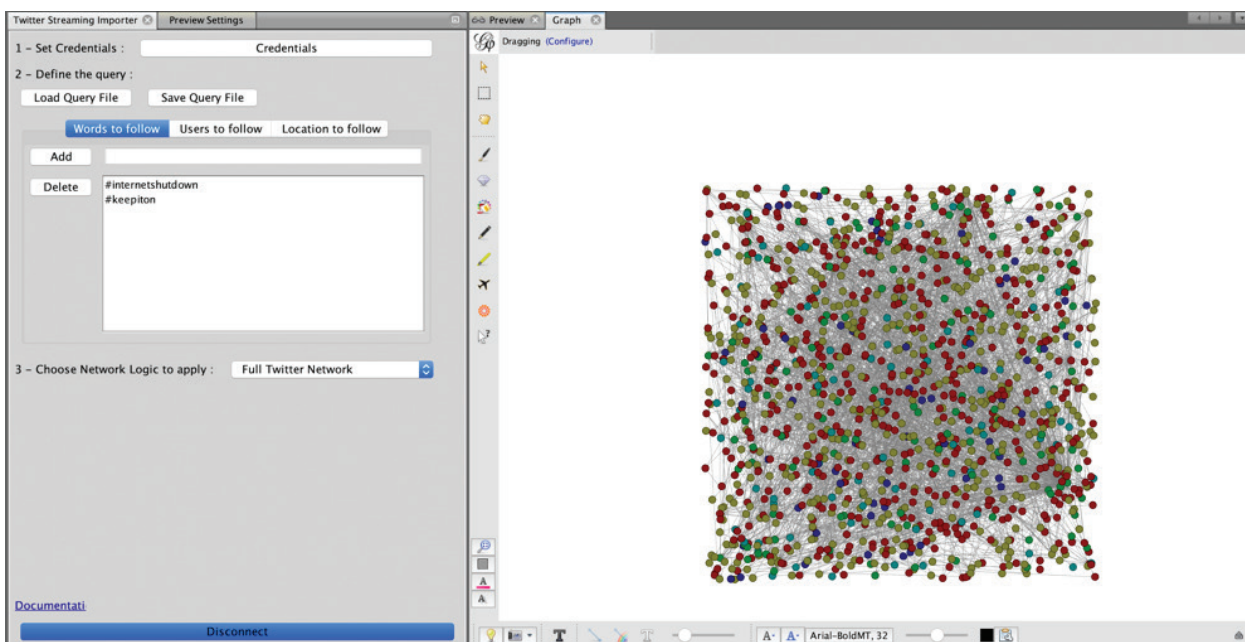 Twitter Streaming Importer Preview Settings
Preview Graph
Dragging (Configure)
1 - Set Credentials : Credentials
2 - Define the query :
Load Query File Save Query File
Words to follow Users to follow Location to follow
Add
Delete
#internetshutdown
#keepiton
3 - Choose Network Logic to apply : Full Twitter Network
Documentati
Disconnect
T T A- A- Arial-BoldMT, 32
A
A